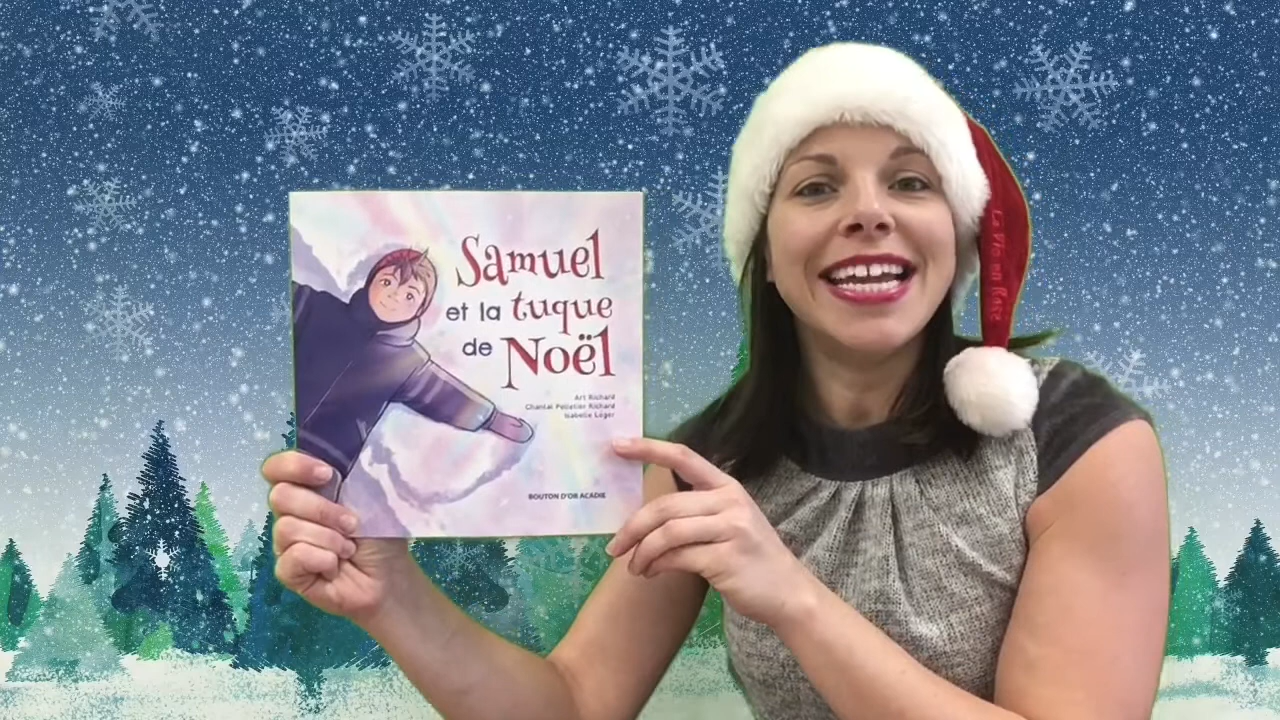 Samuel
et la tuque
de Noël
Art Richard
Chantal Pelletier Richard
Isabelle Léger
BOUTON D'OR ACADIE